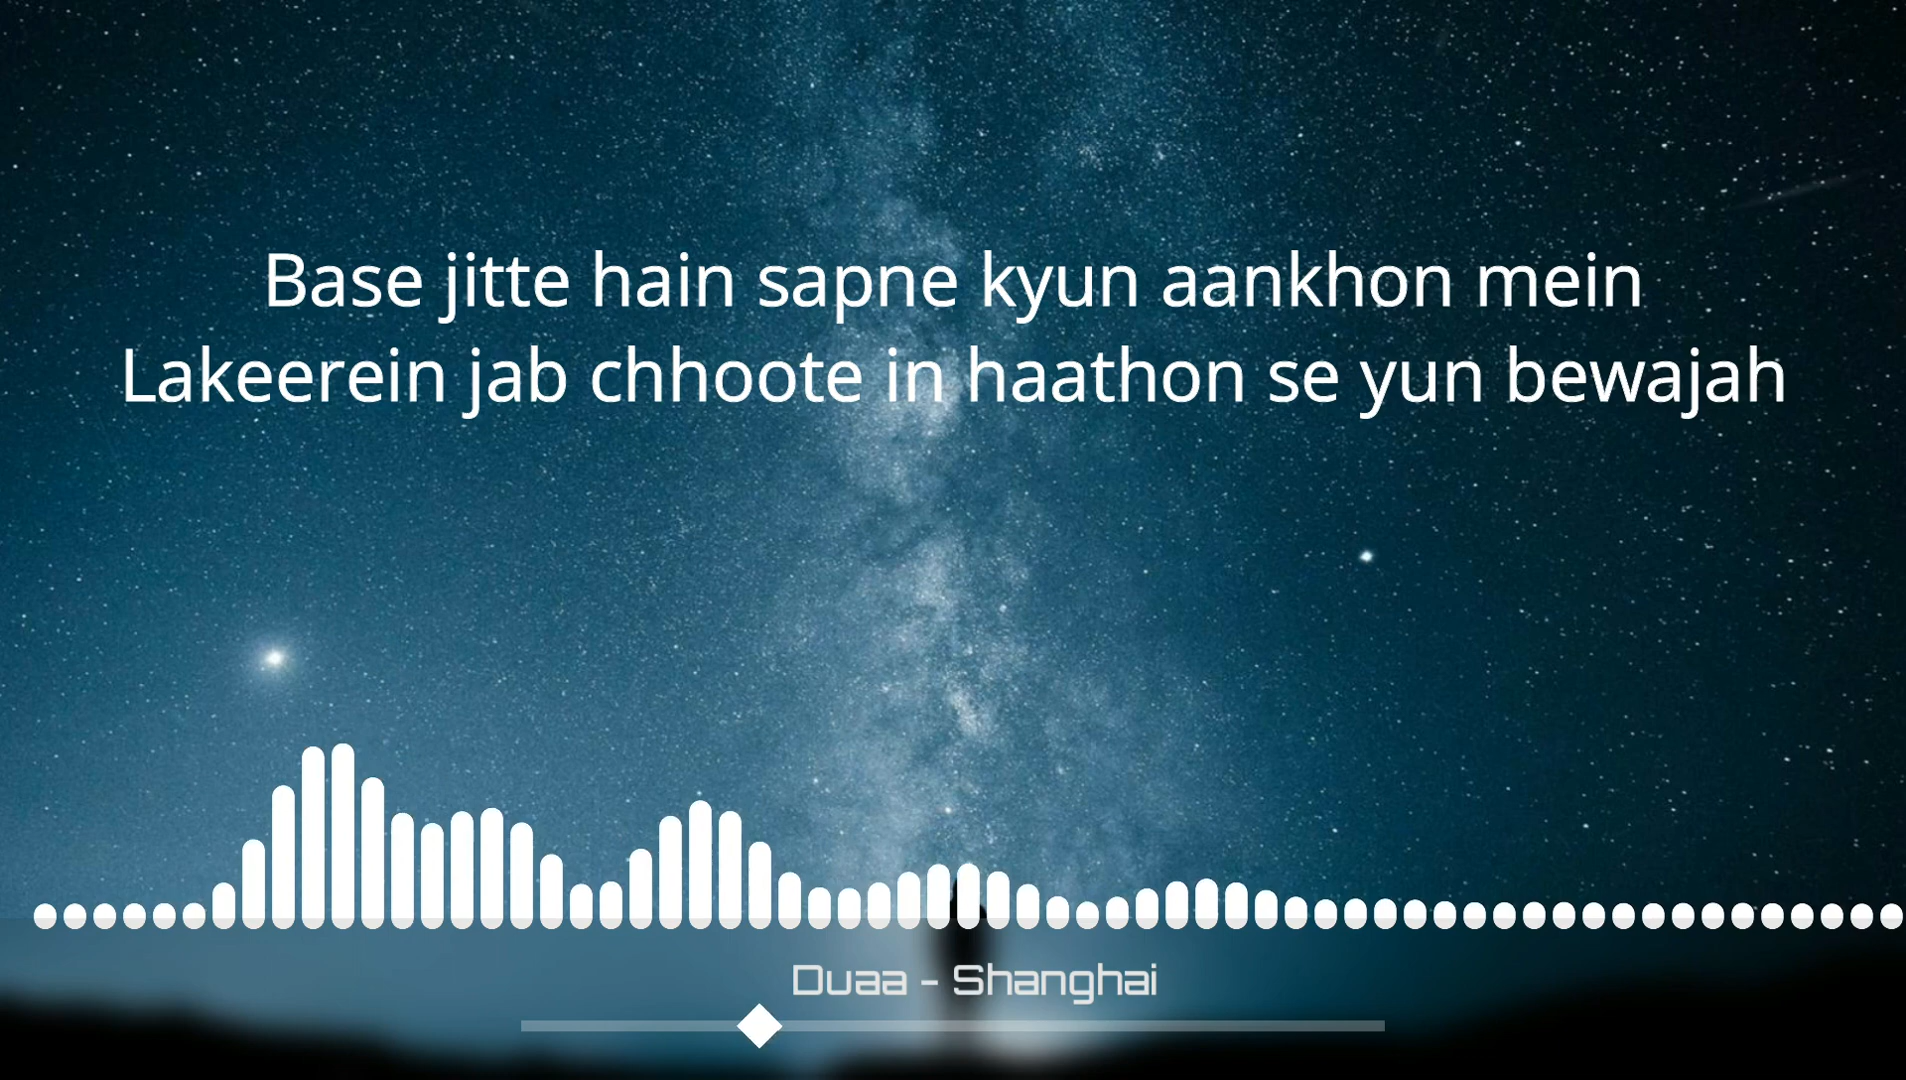 Base jitte hain sapne kyun aankhon mein
Lakeerein jab chhoote in haathon se yun bewajah
Duaa - Shanghai